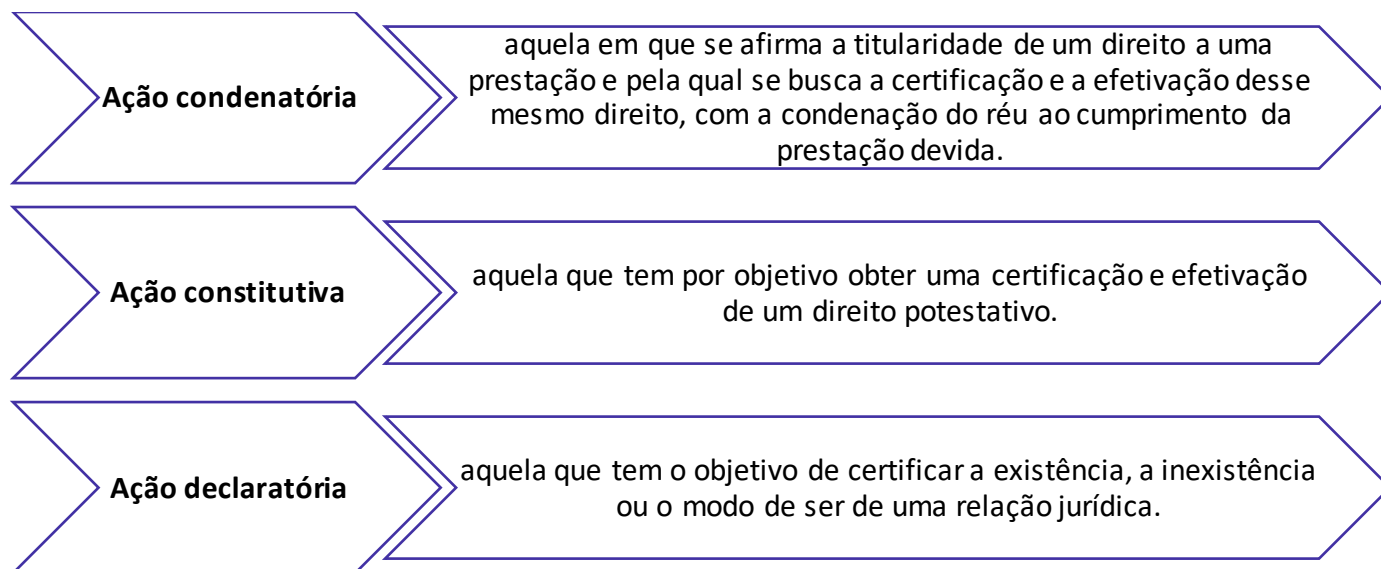 Ação condenatória
aquela em que se afirma a titularidade de um direito a uma
prestação e pela qual se busca a certificação e a efetivação desse
mesmo direito, com a condenação do réu ao cumprimento da
prestação devida.
Ação constitutiva
aquela que tem por objetivo obter uma certificação e efetivação
de um direito potestativo.
Ação declaratória
aquela que tem o objetivo de certificar a existência, a inexistência
ou o modo de ser de uma relação jurídica.